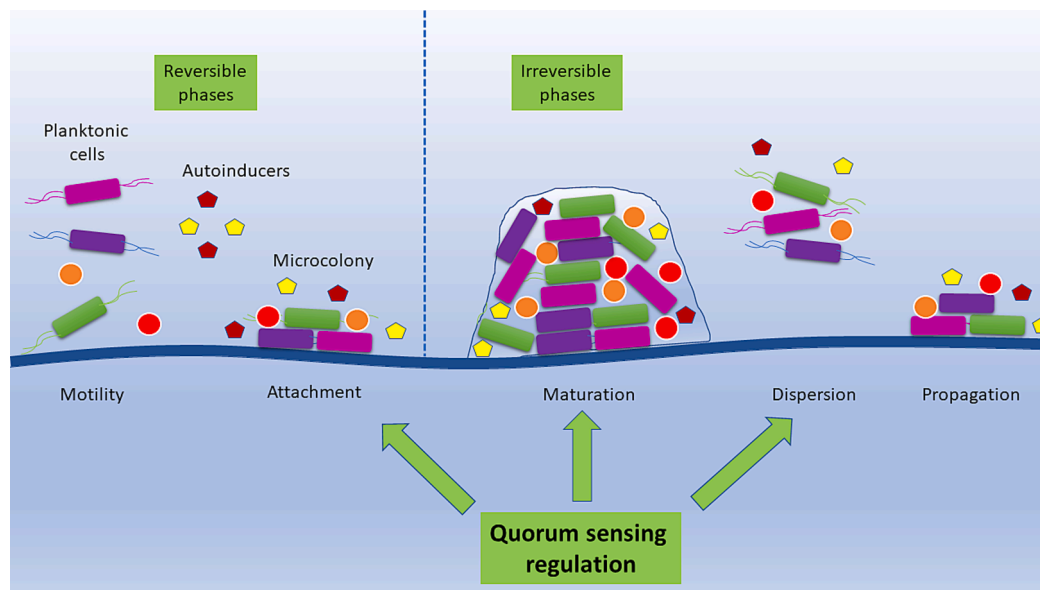 Reversible
phases
Irreversible
phases
Planktonic
cells
Autoinducers
Microcolony
Motility
Attachment
Maturation
Dispersion
Propagation
Quorum sensing
regulation